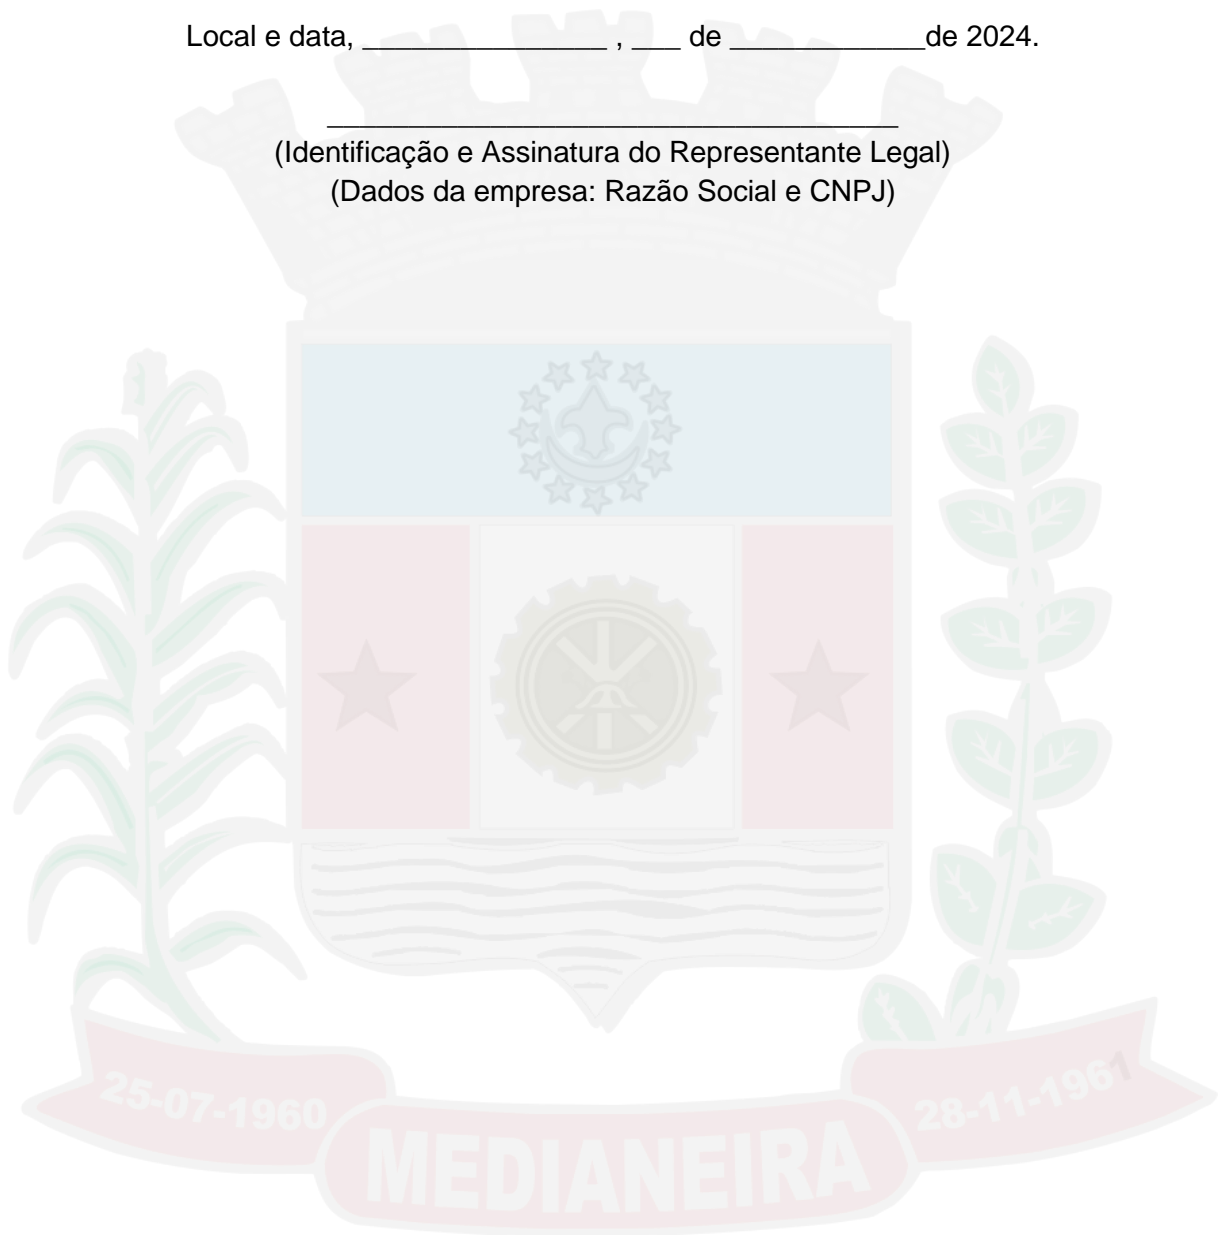 Local e data, _______________ , ___ de ____________de 2024.
___________________________________
(Identificação e Assinatura do Representante Legal)
(Dados da empresa: Razão Social e CNPJ)
25-07-1960
28-11-1961
MEDIANEIRA